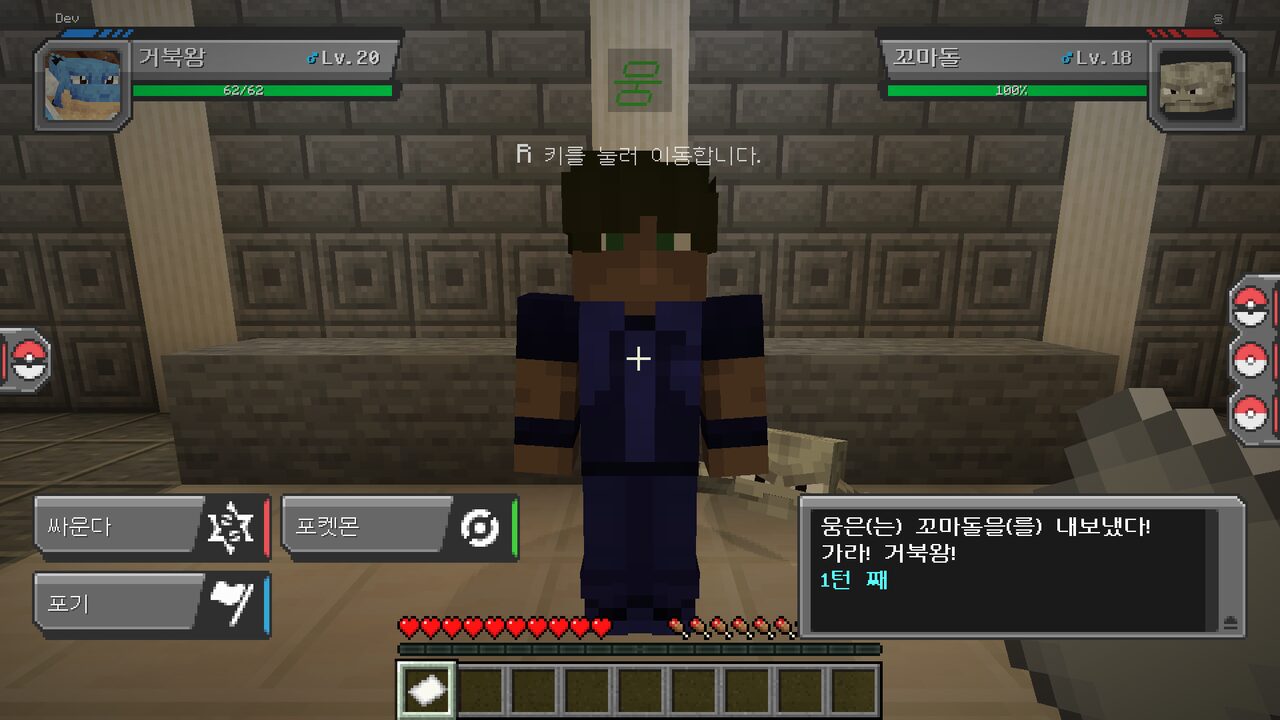 Dev
웅
거북왕
♂Lv.20
62/62
꼬마돌
♂Lv.18
100%
웅
R 키를 눌러 이동합니다.
싸운다
포켓몬
포기
웅은(는) 꼬마돌을(를) 내보냈다!
가라! 거북왕!
1턴 째